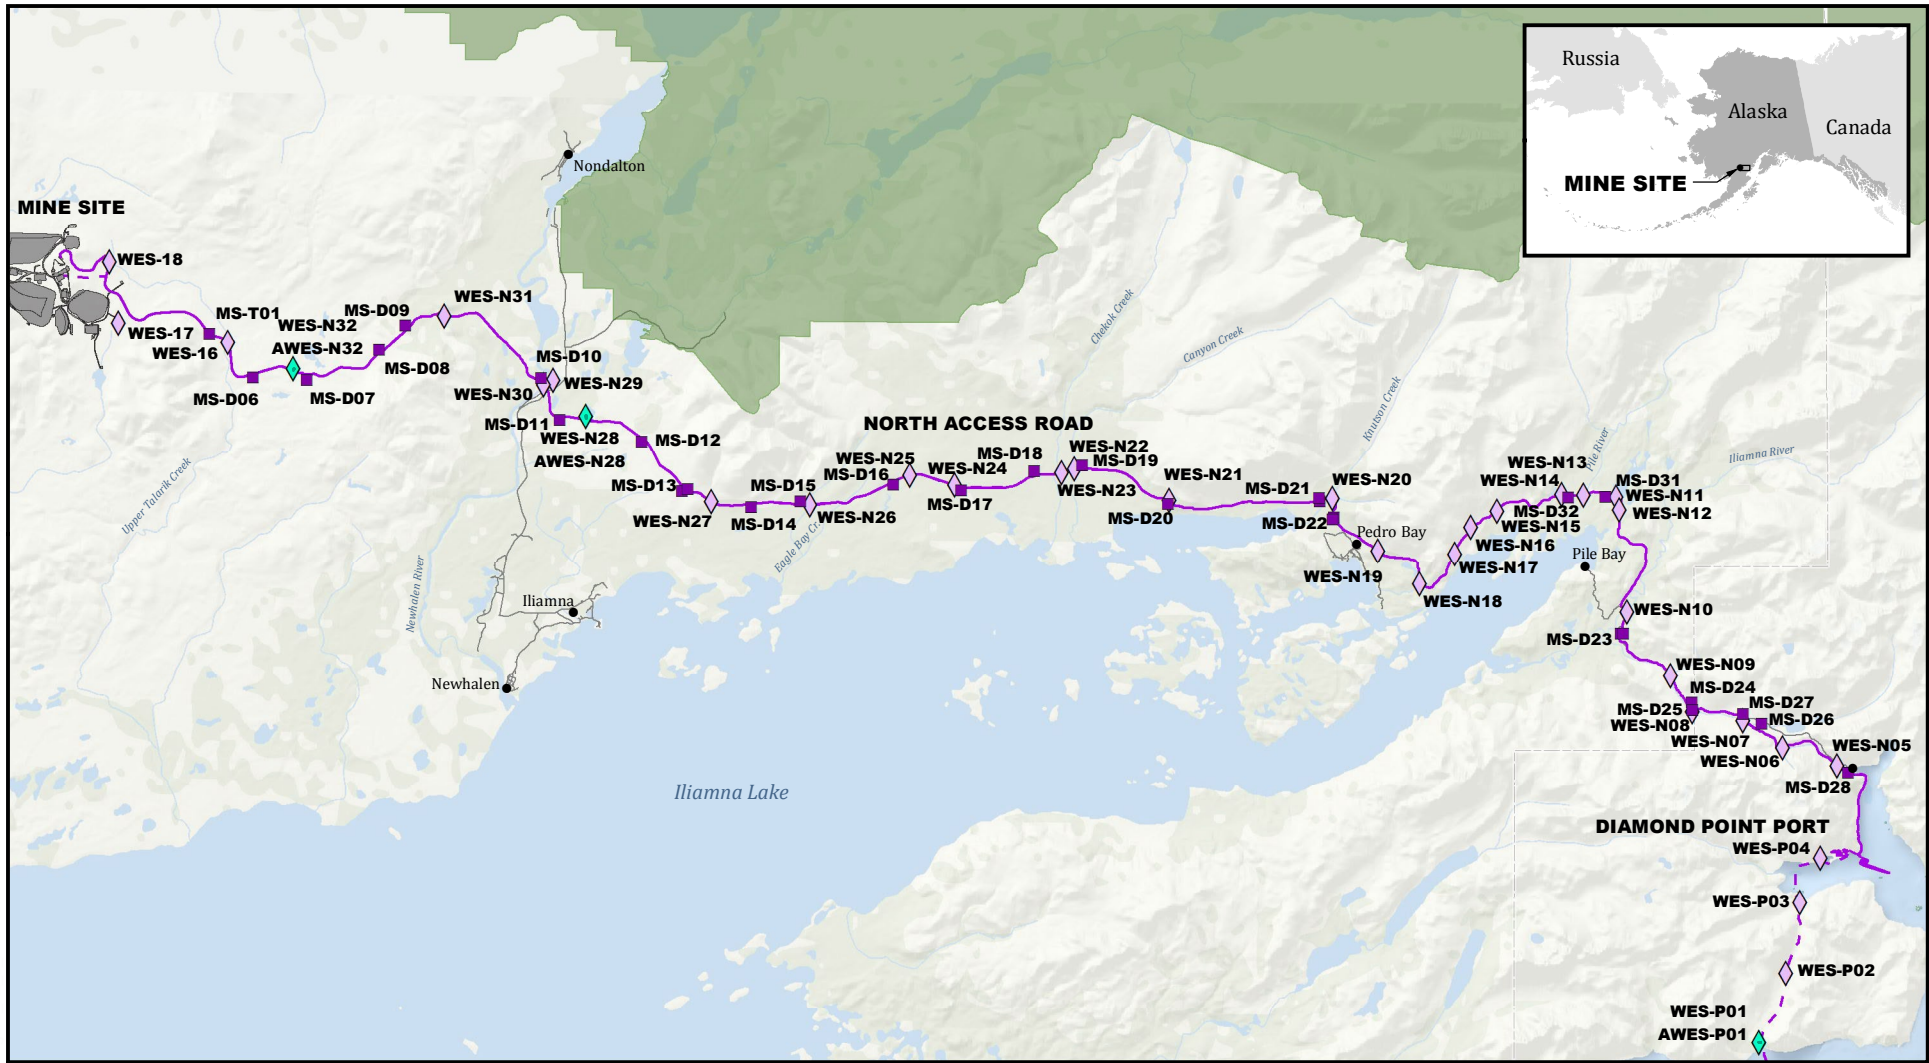 Russia
Alaska
Canada
MINE SITE
Nondalton
MINE SITE
WES-18
WES-N31
MS-T01
MS-D09
WES-N32
WES-17
AWES-N32
WES-16
MS-D08
MS-D10
WES-N29
WES-N30
MS-D06
MS-D07
Chekok Creek
Canyon Creek
Knutson Creek
MS-D11
WES-N28
AWES-N28
MS-D12
NORTH ACCESS ROAD
WES-N25
MS-D16
WES-N24
MS-D18
WES-N22
MS-D19
WES-N23
MS-D17
MS-D13
WES-N27
MS-D15
MS-D14
WES-N26
WES-N21
MS-D20
MS-D21
WES-N20
MS-D22
Pedro Bay
WES-N19
WES-N18
WES-N17
WES-N16
WES-N15
WES-N13
WES-N14
MS-D32
Pile River
Iliamna River
MS-D31
WES-N11
WES-N12
Pile Bay
Upper Talarik Creek
Newhalen River
Eagle Bay Cr
Iliamna
Newhalen
WES-N10
MS-D23
WES-N09
MS-D24
MS-D25
WES-N08
MS-D27
MS-D26
WES-N07
WES-N06
WES-N05
MS-D28
Iliamna Lake
DIAMOND POINT PORT
WES-P04
WES-P03
WES-P02
WES-P01
AWES-P01